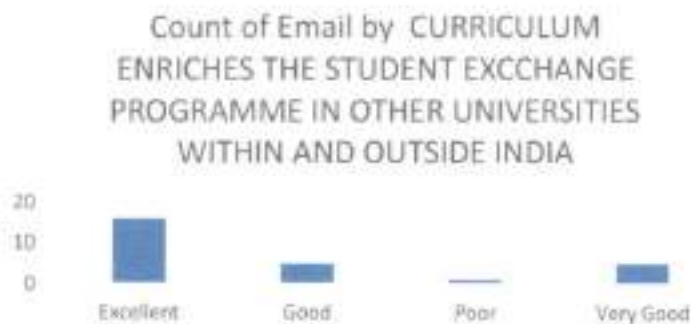 Count of Email by CURRICULUM
ENRICHES THE STUDENT EXCCHANGE
PROGRAMME IN OTHER UNIVERSITIES
WITHIN AND OUTSIDE INDIA
20
10
0
Excellent Good Poor Very Good